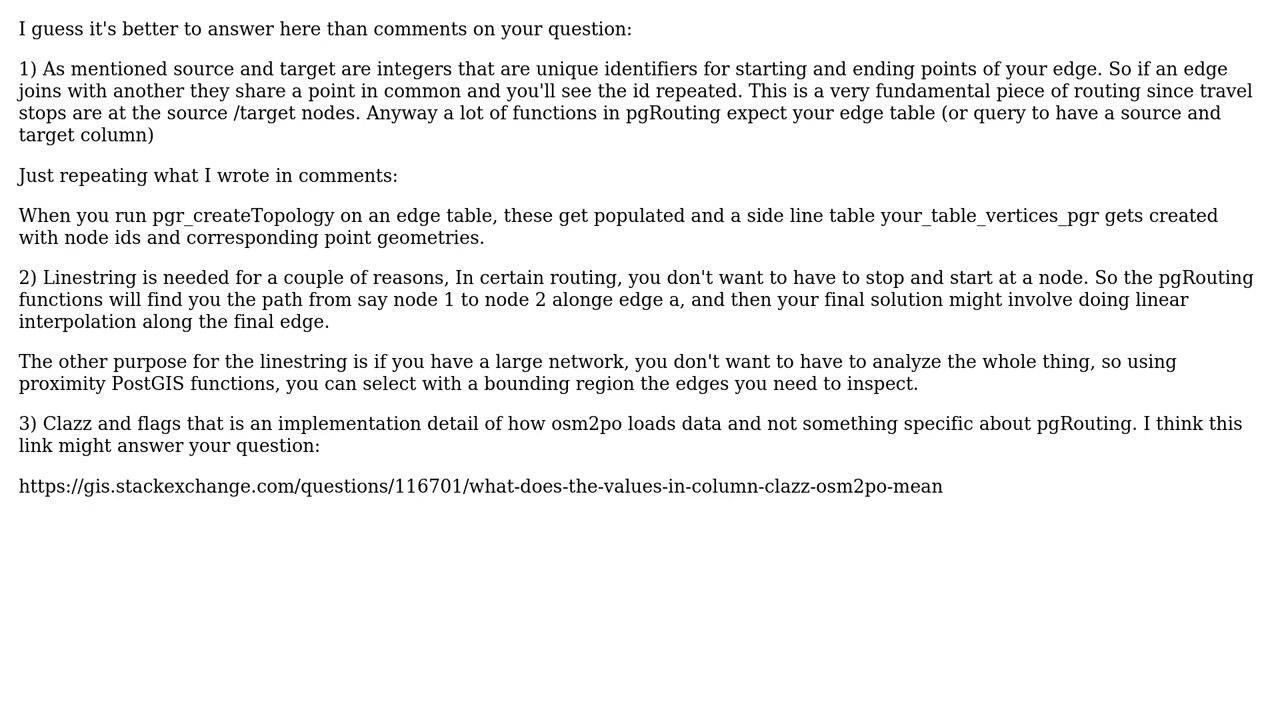 I guess it's better to answer here than comments on your question:
1) As mentioned source and target are integers that are unique identifiers for starting and ending points of your edge. So if an edge
joins with another they share a point in common and you'll see the id repeated. This is a very fundamental piece of routing since travel
stops are at the source /target nodes. Anyway a lot of functions in pgRouting expect your edge table (or query to have a source and
target column)
Just repeating what I wrote in comments:
When you run pgr_createTopology on an edge table, these get populated and a side line table your_table_vertices_pgr gets created
with node ids and corresponding point geometries.
2) Linestring is needed for a couple of reasons, In certain routing, you don't want to have to stop and start at a node. So the pgRouting
functions will find you the path from say node 1 to node 2 alonge edge a, and then your final solution might involve doing linear
interpolation along the final edge.
The other purpose for the linestring is if you have a large network, you don't want to have to analyze the whole thing, so using
proximity PostGIS functions, you can select with a bounding region the edges you need to inspect.
3) Clazz and flags that is an implementation detail of how osm2po loads data and not something specific about pgRouting. I think this
link might answer your question:
https://gis.stackexchange.com/questions/116701/what-does-the-values-in-column-clazz-osm2po-mean